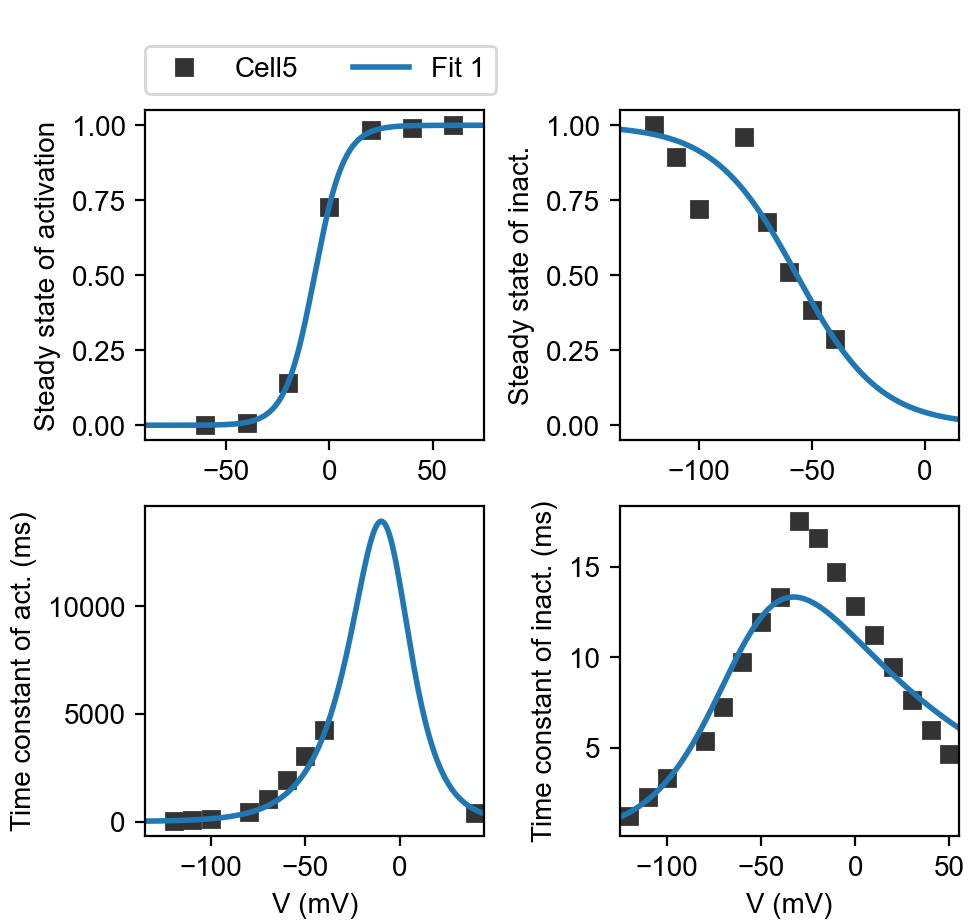 Cell5 Fit 1
Steady state of activation
1.00
0.75
0.50
0.25
0.00
−50 0 50
Steady state of inact.
1.00
0.75
0.50
0.25
0.00
−100 −50 0
Time constant of act. (ms)
10000
5000
0
−100 −50 0
V (mV)
Time constant of inact. (ms)
15
10
5
−100 −50 0 50
V (mV)